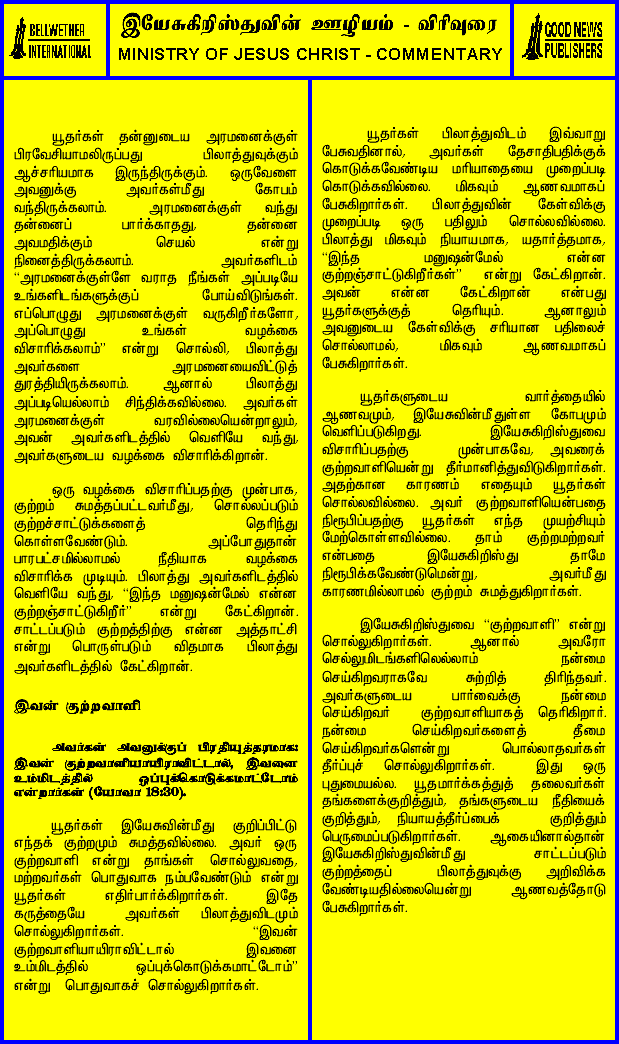 BELLWETHER
INTERNATIONAL
இயேசுகிறிஸ்துவின் ஊழியம் - விரிவுரை
MINISTRY OF JESUS CHRIST - COMMENTARY
GOOD NEWS
PUBLISHERS
யூதர்கள் தன்னுடைய அரமனைக்குள்
பிரவேசியாமலிருப்பது பிலாத்துவுக்கும்
ஆச்சரியமாக இருந்திருக்கும். ஒருவேளை
அவனுக்கு அவர்கள்மீது கோபம்
வந்திருக்கலாம். அரமனைக்குள் வந்து
தன்னைப் பார்க்காதது, தன்னை
அவமதிக்கும் செயல் என்று
நினைத்திருக்கலாம். அவர்களிடம்
“அரமனைக்குள்ளே வராத நீங்கள் அப்படியே
உங்களிடங்களுக்குப் போய்விடுங்கள்.
எப்பொழுது அரமனைக்குள் வருகிறீர்களோ,
அப்பொழுது உங்கள் வழக்கை
விசாரிக்கலாம்” என்று சொல்லி, பிலாத்து
அவர்களை அரமனையைவிட்டுத்
துரத்தியிருக்கலாம். ஆனால் பிலாத்து
அப்படியெல்லாம் சிந்திக்கவில்லை. அவர்கள்
அரமனைக்குள் வரவில்லையென்றாலும்,
அவன் அவர்களிடத்தில் வெளியே வந்து,
அவர்களுடைய வழக்கை விசாரிக்கிறான்.
ஒரு வழக்கை விசாரிப்பதற்கு முன்பாக,
குற்றம் சுமத்தப்பட்டவர்மீது, சொல்லப்படும்
குற்றச்சாட்டுக்களைத் தெரிந்து
கொள்ளவேண்டும். அப்போதுதான்
பாரபட்சமில்லாமல் நீதியாக வழக்கை
விசாரிக்க முடியும். பிலாத்து அவர்களிடத்தில்
வெளியே வந்து, “இந்த மனுஷன்மேல் என்ன
குற்றஞ்சாட்டுகிறீர்” என்று கேட்கிறான்.
சாட்டப்படும் குற்றத்திற்கு என்ன அத்தாட்சி
என்று பொருள்படும் விதமாக பிலாத்து
அவர்களிடத்தில் கேட்கிறான்.
இவன் குற்றவாளி
அவர்கள் அவனுக்குப் பிரதியுத்தரமாக:
இவன் குற்றவாளியாயிராவிட்டால், இவனை
உம்மிடத்தில் ஒப்புக்கொடுக்கமாட்டோம்
என்றார்கள் (யோவா 18:30).
யூதர்கள் இயேசுவின்மீது குறிப்பிட்டு
எந்தக் குற்றமும் சுமத்தவில்லை. அவர் ஒரு
குற்றவாளி என்று தாங்கள் சொல்லுவதை,
மற்றவர்கள் பொதுவாக நம்பவேண்டும் என்று
யூதர்கள் எதிர்பார்க்கிறார்கள். இதே
கருத்தையே அவர்கள் பிலாத்துவிடமும்
சொல்லுகிறார்கள். “இவன்
குற்றவாளியாயிராவிட்டால் இவனை
உம்மிடத்தில் ஒப்புக்கொடுக்கமாட்டோம்”
என்று பொதுவாகச் சொல்லுகிறார்கள்.
யூதர்கள் பிலாத்துவிடம் இவ்வாறு
பேசுவதினால், அவர்கள் தேசாதிபதிக்குக்
கொடுக்கவேண்டிய மரியாதையை முறைப்படி
கொடுக்கவில்லை. மிகவும் ஆணவமாகப்
பேசுகிறார்கள். பிலாத்துவின் கேள்விக்கு
முறைப்படி ஒரு பதிலும் சொல்லவில்லை.
பிலாத்து மிகவும் நியாயமாக, யதார்த்தமாக,
“இந்த மனுஷன்மேல் என்ன
குற்றஞ்சாட்டுகிறீர்கள்” என்று கேட்கிறான்.
அவன் என்ன கேட்கிறான் என்பது
யூதர்களுக்குத் தெரியும். ஆனாலும்
அவனுடைய கேள்விக்கு சரியான பதிலைச்
சொல்லாமல், மிகவும் ஆணவமாகப்
பேசுகிறார்கள்.
யூதர்களுடைய வார்த்தையில்
ஆணவமும், இயேசுவின்மீதுள்ள கோபமும்
வெளிப்படுகிறது. இயேசுகிறிஸ்துவை
விசாரிப்பதற்கு முன்பாகவே, அவரைக்
குற்றவாளியென்று தீர்மானித்துவிடுகிறார்கள்.
அதற்கான காரணம் எதையும் யூதர்கள்
சொல்லவில்லை. அவர் குற்றவாளியென்பதை
நிரூபிப்பதற்கு யூதர்கள் எந்த முயற்சியும்
மேற்கொள்ளவில்லை. தாம் குற்றமற்றவர்
என்பதை இயேசுகிறிஸ்து தாமே
நிரூபிக்கவேண்டுமென்று, அவர்மீது
காரணமில்லாமல் குற்றம் சுமத்துகிறார்கள்.
இயேசுகிறிஸ்துவை “குற்றவாளி” என்று
சொல்லுகிறார்கள். ஆனால் அவரோ
செல்லுமிடங்களிலெல்லாம் நன்மை
செய்கிறவராகவே சுற்றித் திரிந்தவர்.
அவர்களுடைய பார்வைக்கு நன்மை
செய்கிறவர் குற்றவாளியாகத் தெரிகிறார்.
நன்மை செய்கிறவர்களைத் தீமை
செய்கிறவர்களென்று பொல்லாதவர்கள்
தீர்ப்புச் சொல்லுகிறார்கள். இது ஒரு
புதுமையல்ல. யூதமார்க்கத்துத் தலைவர்கள்
தங்களைக்குறித்தும், தங்களுடைய நீதியைக்
குறித்தும், நியாயத்தீர்ப்பைக் குறித்தும்
பெருமைப்படுகிறார்கள். ஆகையினால்தான்
இயேசுகிறிஸ்துவின்மீது சாட்டப்படும்
குற்றத்தைப் பிலாத்துவுக்கு அறிவிக்க
வேண்டியதில்லையென்று ஆணவத்தோடு
பேசுகிறார்கள்.